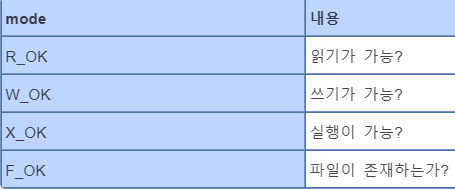 mode 내용
R_OK 읽기가 가능?
W_OK 쓰기가 가능?
X_OK 실행이 가능?
F_OK 파일이 존재하는가?